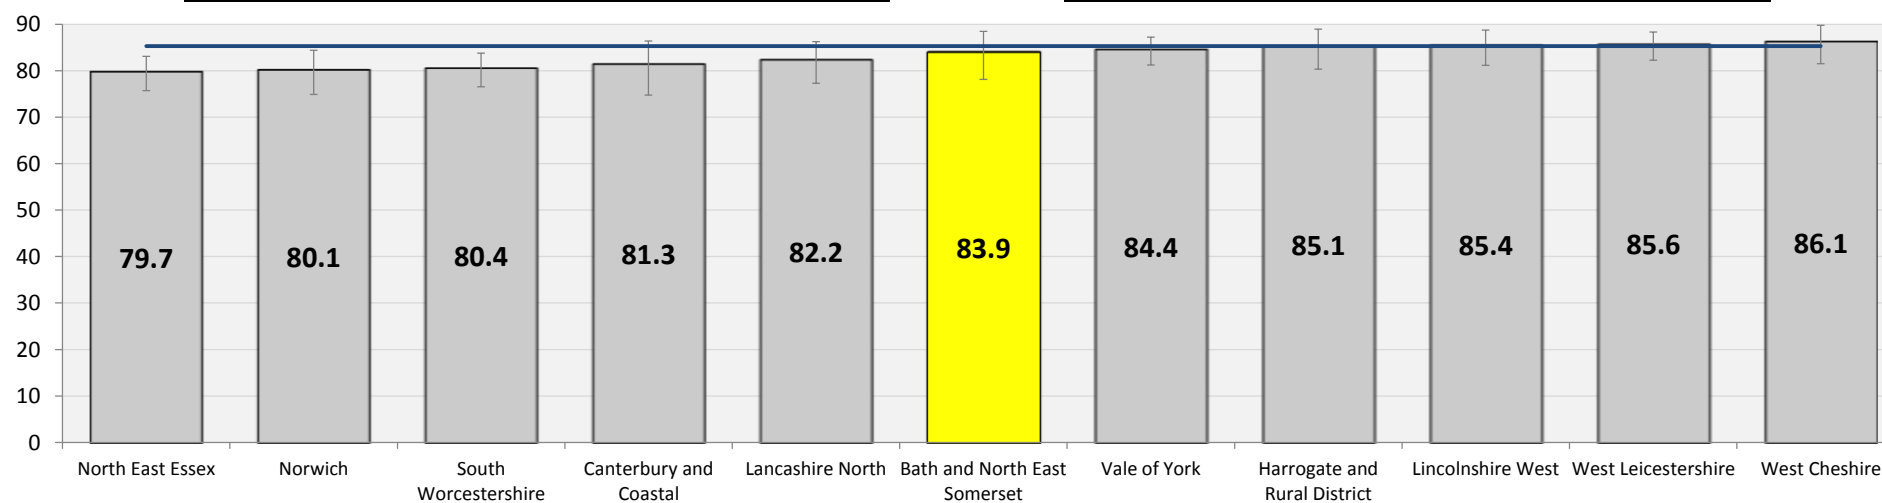 90
80
70
60
50
40
30
20
10
0
79.7
80.1
80.4
81.3
82.2
83.9
84.4
85.1
85.4
85.6
86.1
North East Essex
Norwich
South
Worcestershire
Canterbury and
Coastal
Lancashire North
Bath and North East
Somerset
Vale of York
Harrogate and
Rural District
Lincolnshire West
West Leicestershire
West Cheshire